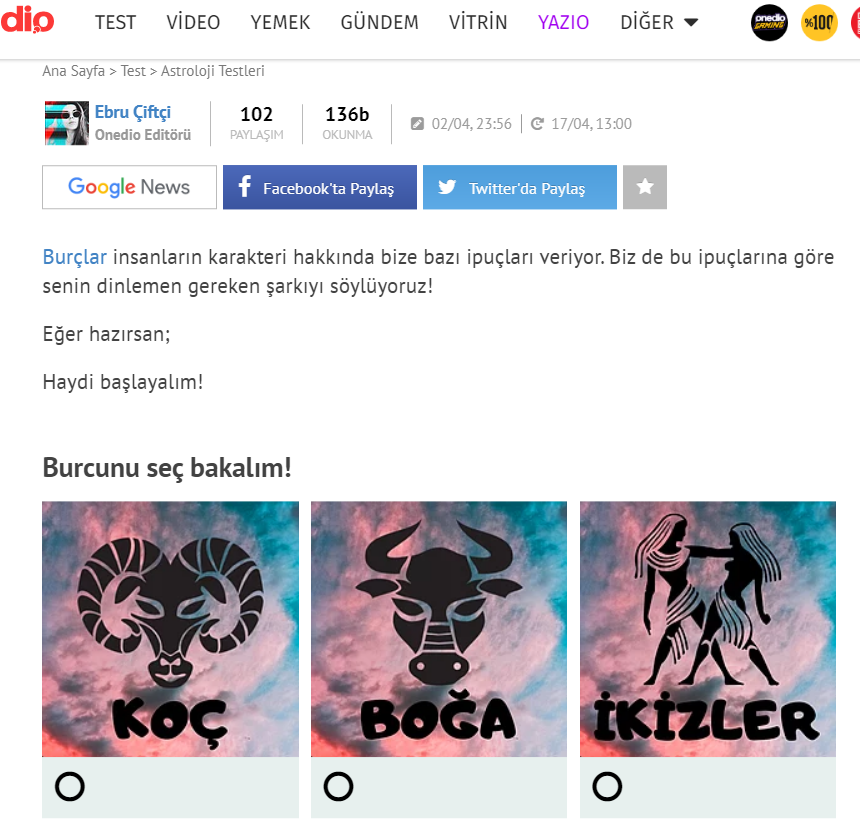 dio
TEST VİDEO YEMEK GÜNDEM VİTRİN YAZIO DİĞER
onedio GAMING
%100
Ana Sayfa > Test > Astroloji Testleri
Ebru Çiftçi
Onedio Editörü
102
PAYLAŞIM
136b
OKUNMA
02/04, 23:56
17/04, 13:00
Google News
Facebook'ta Paylaş
Twitter'da Paylaş
Burçlar insanların karakteri hakkında bize bazı ipuçları veriyor. Biz de bu ipuçlarına göre
senin dinlemen gereken şarkıyı söylüyoruz!
Eğer hazırsan;
Haydi başlayalım!
Burcunu seç bakalım!
KOÇ
BOĞA
İKİZLER